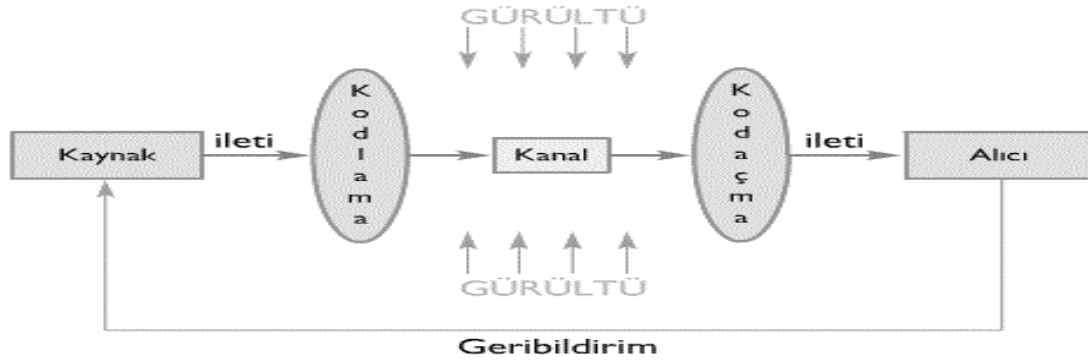 GÜRÜLTÜ
Kaynak
ileti
Kodlama
Kanal
Kodaçma
ileti
Alıcı
GÜRÜLTÜ
Geribildirim